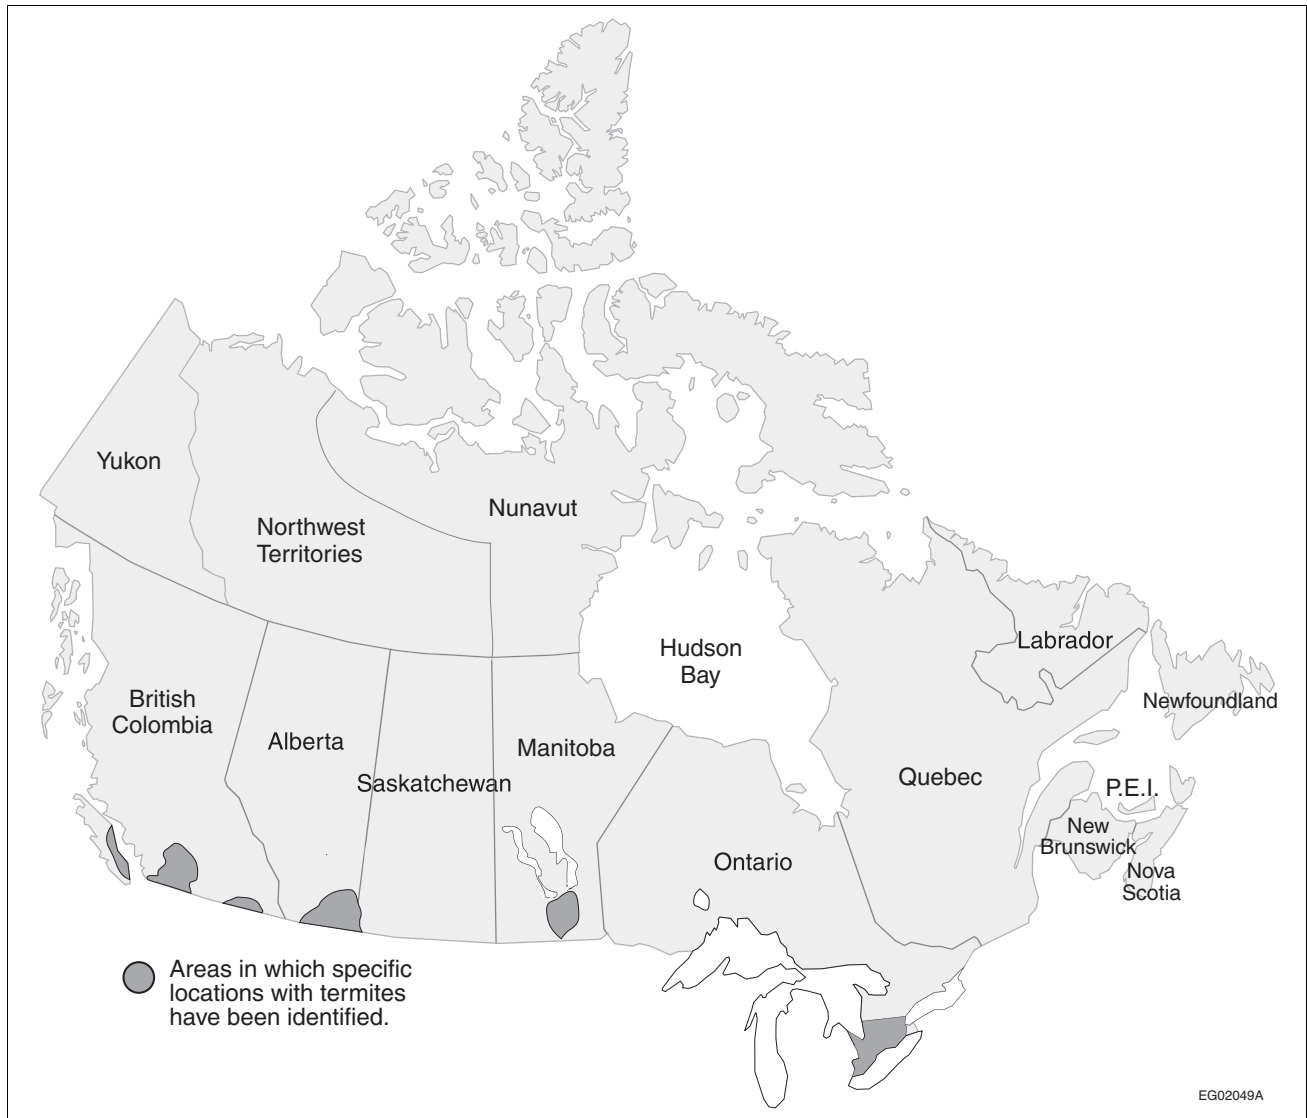 Yukon
Northwest
Territories
Nunavut
Hudson
Bay
Labrador
British
Colombia
Newfoundland
Alberta
Manitoba
Saskatchewan
Quebec
P.E.I.
New
Brunswick
Ontario
Nova
Scotia
Areas in which specific
locations with termites
have been identified.
EG02049A